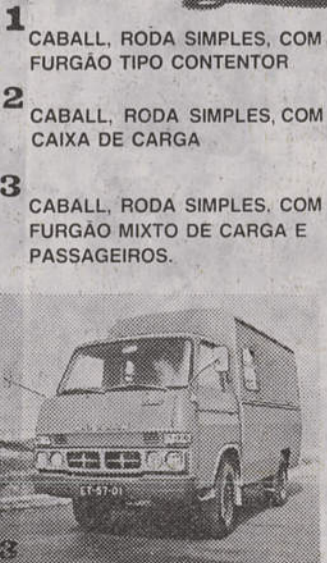 1
CABALL, RODA SIMPLES, COM
FURGÃO TIPO CONTENTOR
2
CABALL, RODA SIMPLES, COM
CAIXA DE CARGA
3
CABALL, RODA SIMPLES, COM
FURGÃO MIXTO DE CARGA E
PASSAGEIROS.
ET-57-01
3